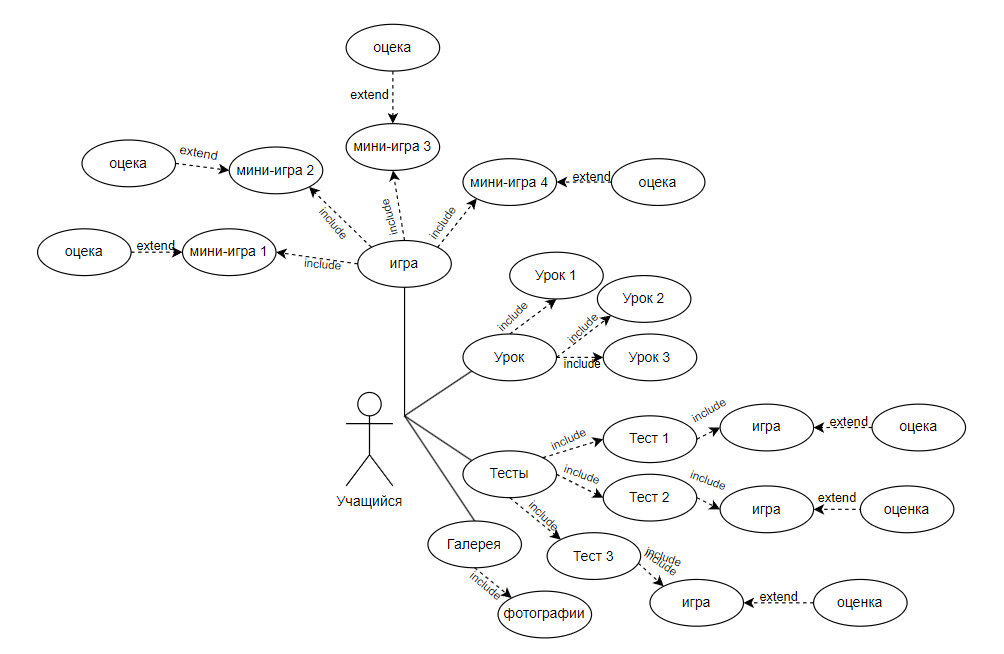 оцека
extend
мини-игра 3
оцека
extend
мини-игра 2
мини-игра 4
extend
оцека
include
include
include
оцека
extend
мини-игра 1
include
игра
Урок 1
Урок 2
include
include
Урок
include
Урок 3
Учащийся
Тесты
include
Тест 1
include
игра
extend
оцека
include
Тест 2
include
игра
extend
оценка
include
Тест 3
include
include
игра
extend
оценка
Галерея
include
фотографии